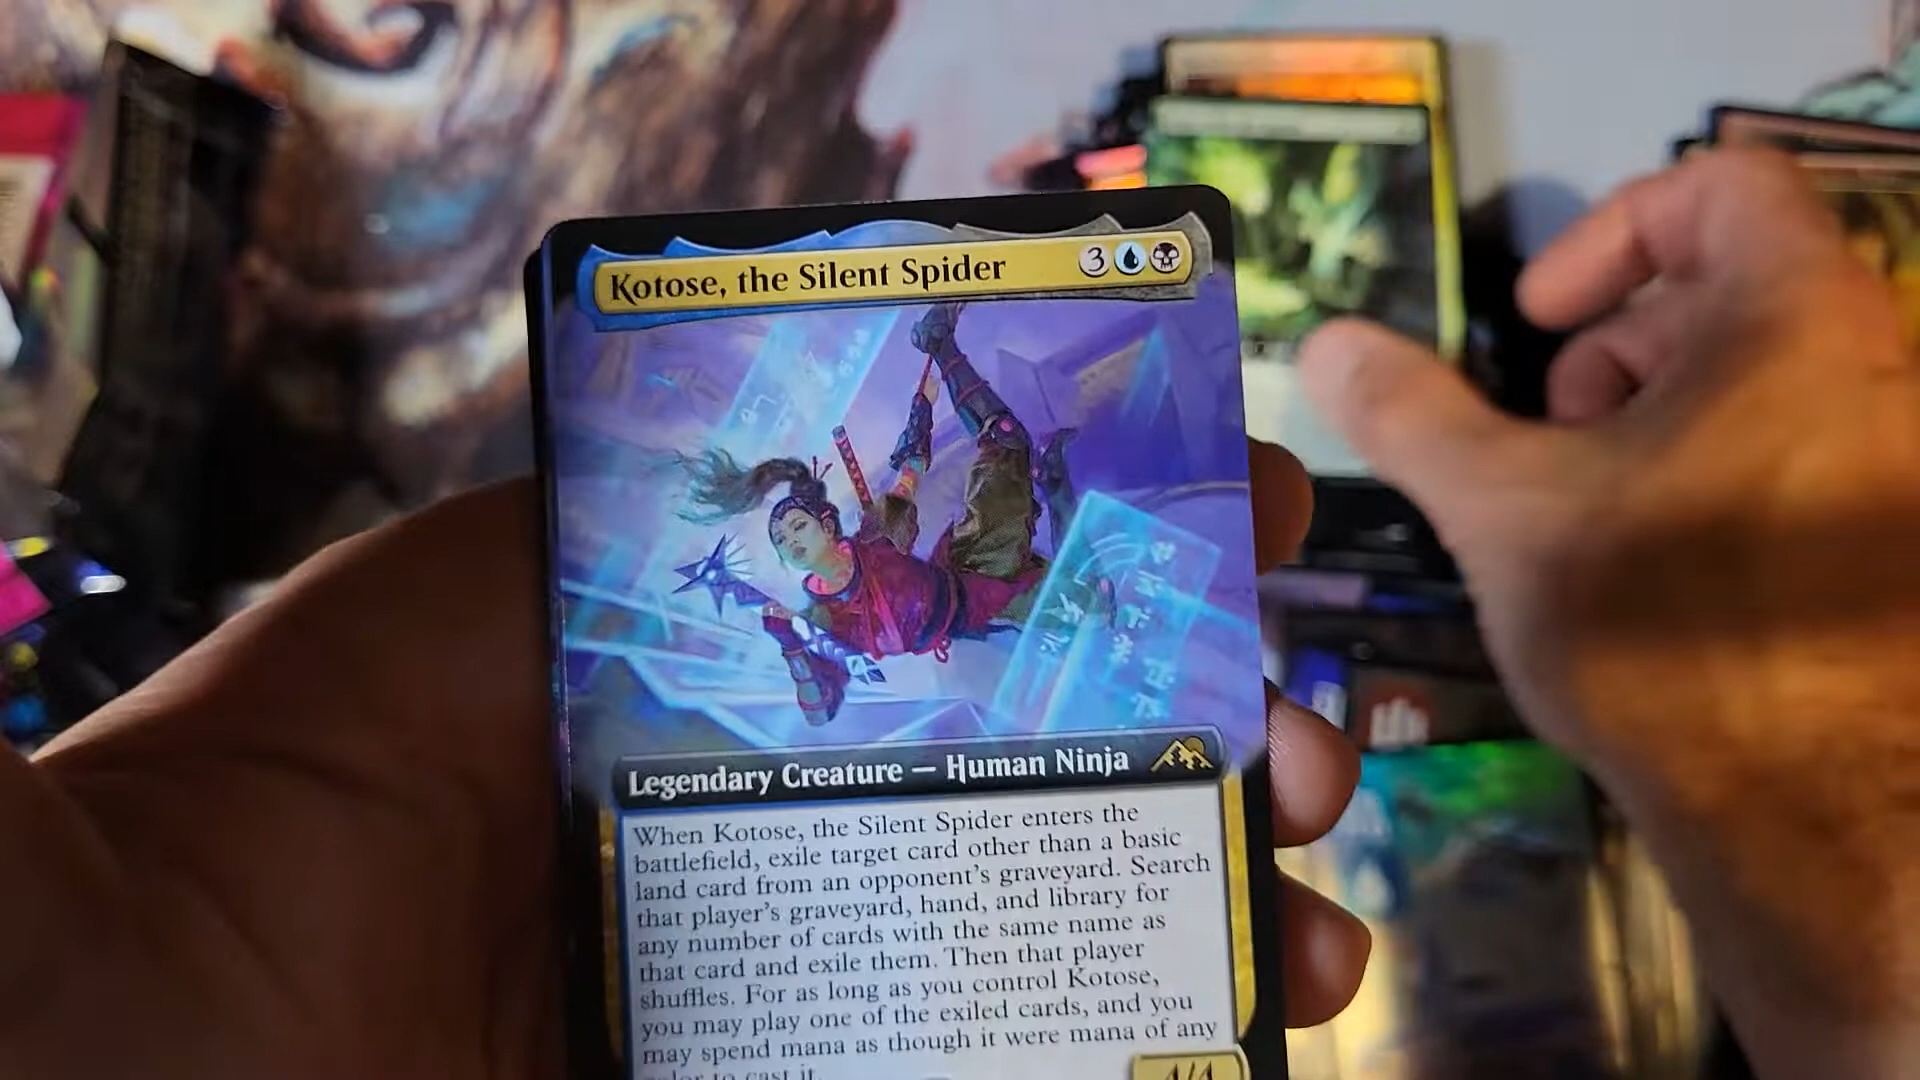 Kotose, the Silent Spider 3
Legendary Creature — Human Ninja
When Kotose, the Silent Spider enters the
battlefield, exile target card other than a basic
land card from an opponent's graveyard. Search
that player's graveyard, hand, and library for
any number of cards with the same name as
that card and exile them. Then that player
shuffles. For as long as you control Kotose,
you may play one of the exiled cards, and you
may spend mana as though it were mana of any
color to cast it.
4/4